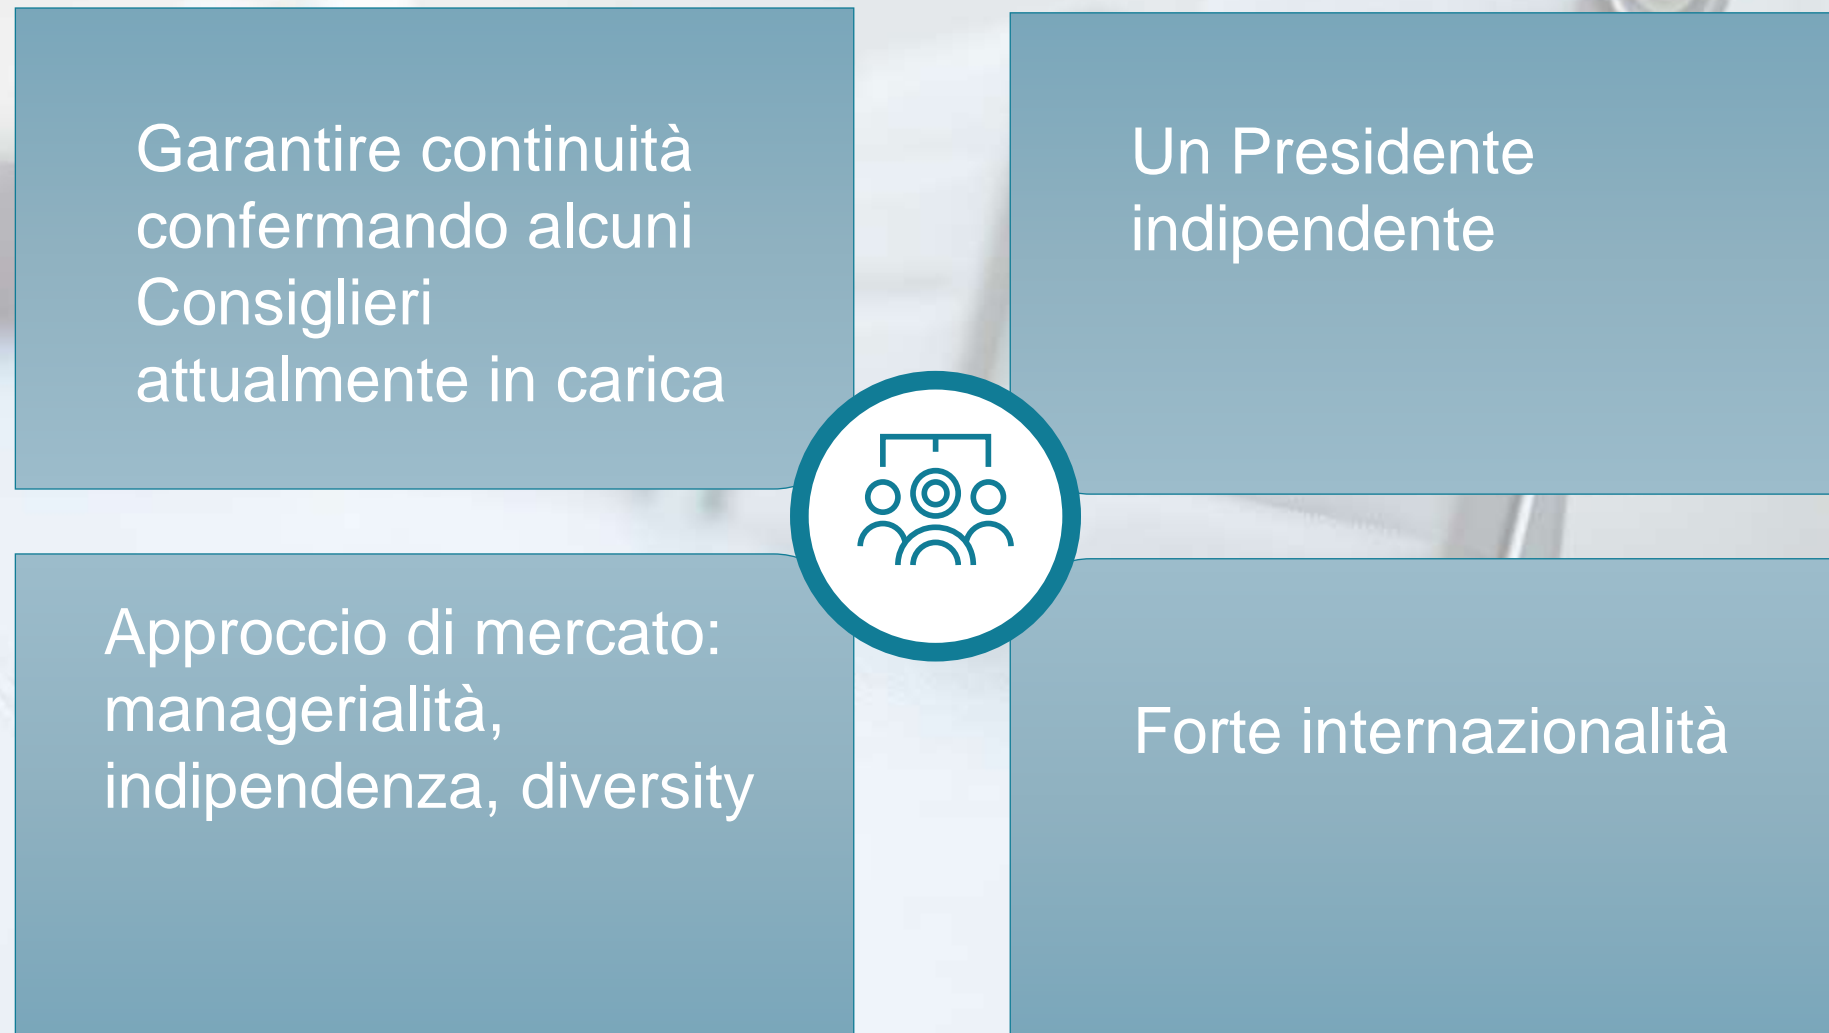 Garantire continuità
confermando alcuni
Consiglieri
attualmente in carica
Un Presidente
indipendente
Approccio di mercato:
managerialità,
indipendenza, diversity
Forte internazionalità